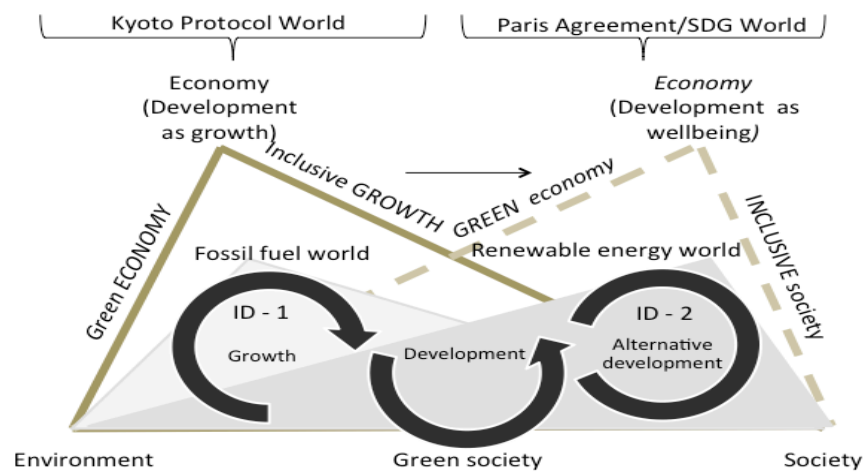 Kyoto Protocol World
Paris Agreement/SDG World
Economy
(Development
as growth)
Economy
(Development as
wellbeing)
Inclusive GROWTH
GREEN economy
Green ECONOMY
INCLUSIVE society
Fossil fuel world
Renewable energy world
ID - 1
Growth
Development
ID - 2
Alternative
development
Environment
Green society
Society